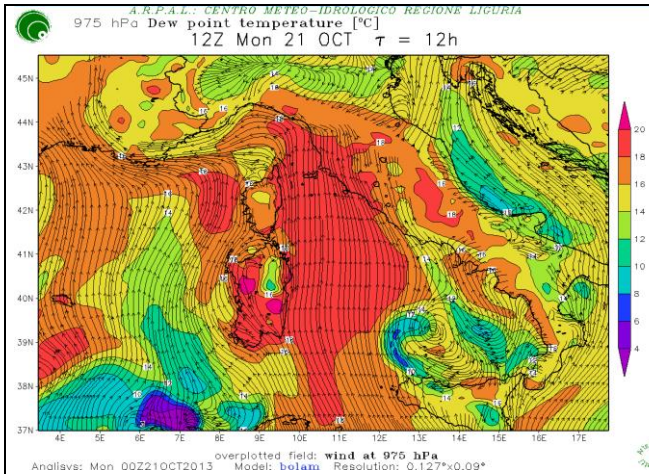 A.R.P.A.L.: CENTRO METEO-IDROLOGICO REGIONE LIGURIA
975 hPa Dew point temperature [°C]
12Z Mon 21 OCT τ = 12h
45N
44N
43N
42N
41N
40N
39N
38N
37N
4E 5E 6E 7E 8E 9E 10E 11E 12E 13E 14E 15E 16E 17E
20
18
16
14
12
10
8
6
4
overplotted field: wind at 975 hPa
Analisys: Mon 00Z21OCT2013 Model: bolam Resolution: 0.127°x0.09°